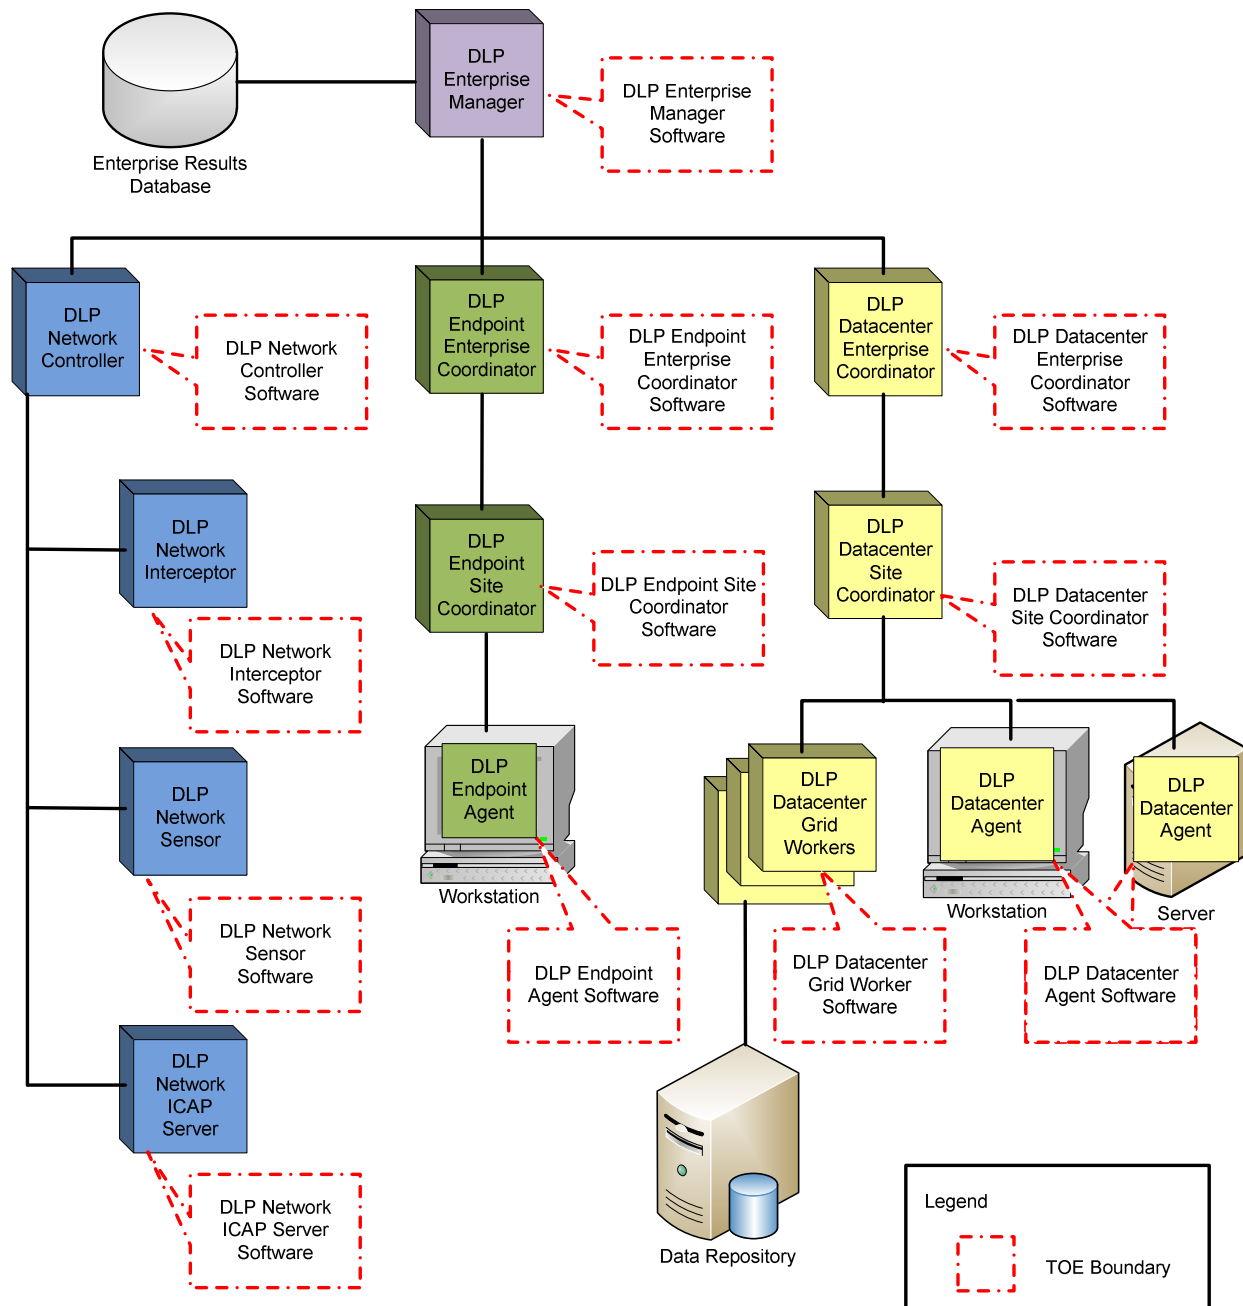 DLP
Enterprise
Manager
DLP Enterprise
Manager
Software
Enterprise Results
Database
DLP
Network
Controller
DLP Network
Controller
Software
DLP
Endpoint
Enterprise
Coordinator
DLP Endpoint
Enterprise
Coordinator
Software
DLP
Datacenter
Enterprise
Coordinator
DLP Datacenter
Enterprise
Coordinator
Software
DLP
Network
Interceptor
DLP Network
Interceptor
Software
DLP
Endpoint
Site
Coordinator
DLP Endpoint Site
Coordinator
Software
DLP
Datacenter
Site
Coordinator
DLP Datacenter
Site Coordinator
Software
DLP
Network
Sensor
DLP Network
Sensor
Software
DLP
Endpoint
Agent
Workstation
DLP Endpoint
Agent Software
DLP
Datacenter
Grid
Workers
DLP Datacenter
Grid Worker
Software
DLP
Datacenter
Agent
Workstation
DLP
Datacenter
Agent
Server
DLP Datacenter
Agent Software
DLP
Network
ICAP
Server
DLP Network
ICAP Server
Software
Data Repository
Legend
TOE Boundary